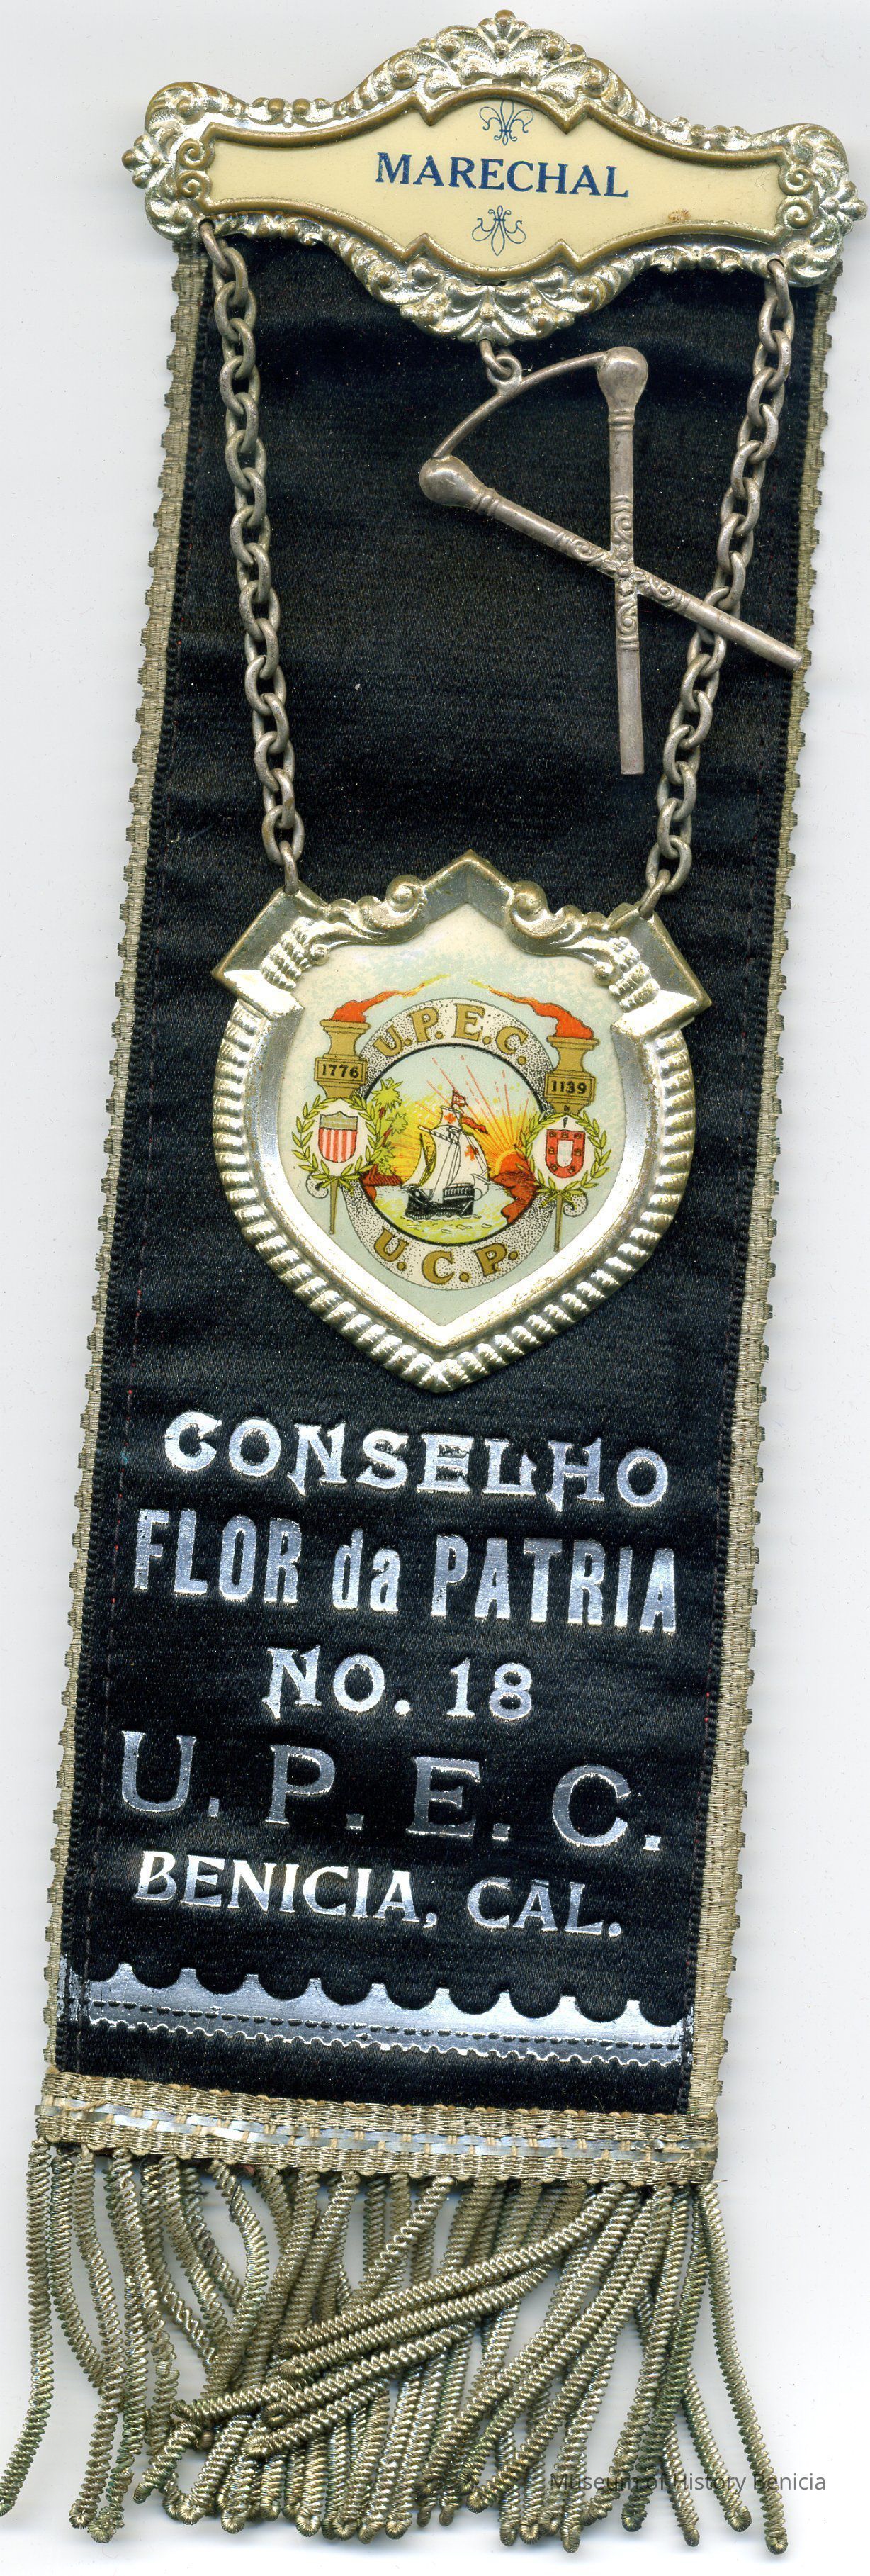 MARECHAL
U.P.E.C.
1776
1139
U.C.P.
CONSELHO
FLOR da PATRIA
NO. 18
U. P. E. C.
BENICIA, CAL.
Museum of History Benicia